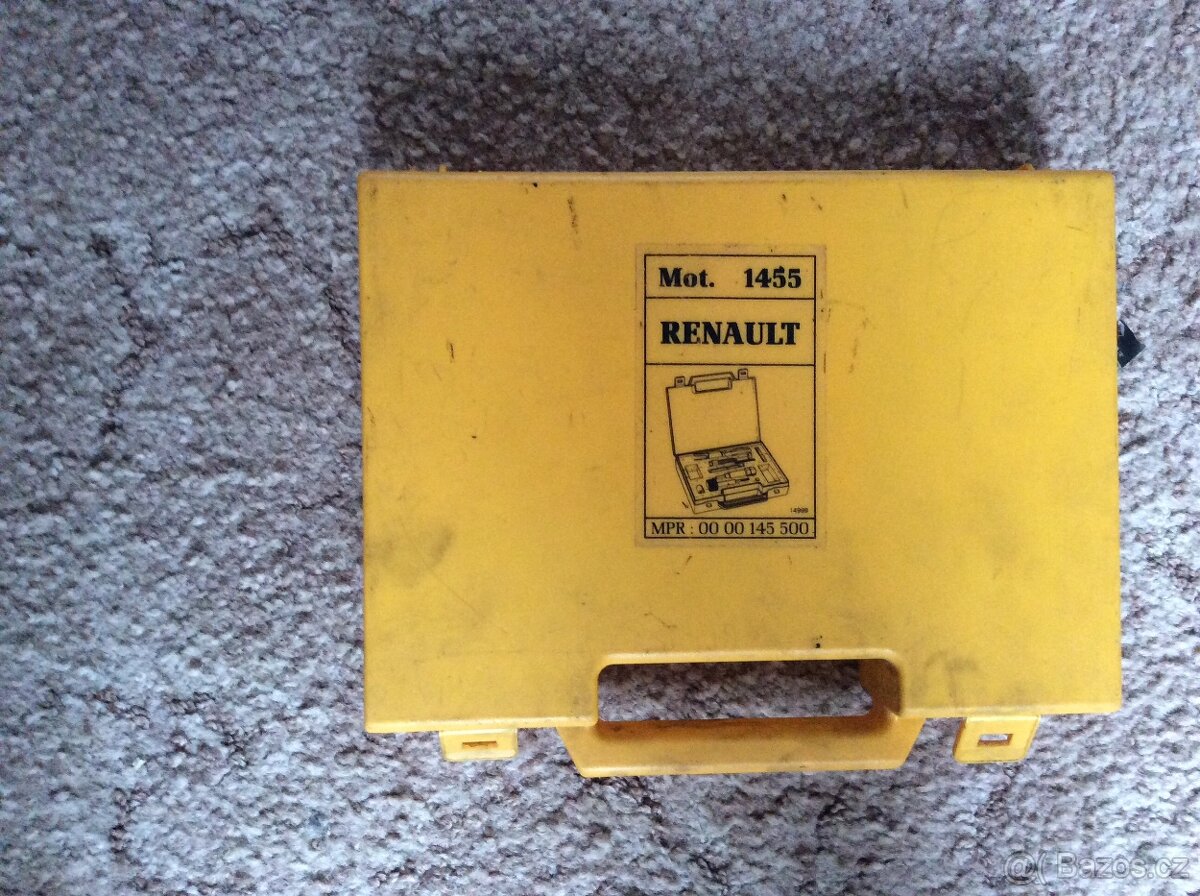 Mot. 1455
RENAULT
14999
MPR : 00 00 145 500
@( Bazos.cz